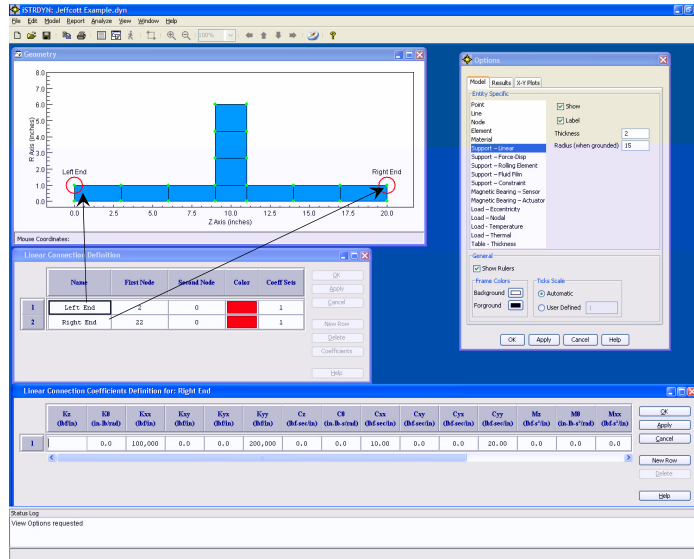 ISTRDYN: Jeffcott Example.dyn
File Edit Model Report Analyze View Window Help
100%
Geometry
8.0
7.0
6.0
5.0
4.0
3.0
2.0
1.0
0.0
R Axis (inches)
Left End
Right End
0.0 2.5 5.0 7.5 10.0 12.5 15.0 17.5 20.0
Z Axis (inches)
Mouse Coordinates:
Options
Model Results X-Y Plots
Entity Specific
Point
Line
Node
Element
Material
Support – Linear
Support – Force-Disp
Support – Rolling Element
Support – Fluid Film
Support – Constraint
Magnetic Bearing – Sensor
Magnetic Bearing – Actuator
Load – Eccentricity
Load – Nodal
Load - Temperature
Load – Thermal
Table - Thickness
Show
Label
Thickness 2
Radius (when grounded) 15
General
Show Rulers
Frame Colors
Background
Forground
Ticks Scale
Automatic
User Defined 1
OK Apply Cancel Help
Linear Connection Definition
Name First Node Second Node Color Coeff Sets
1 Left End 2 0 1
2 Right End 22 0 1
OK
Apply
Cancel
New Row
Delete
Coefficients
Help
Linear Connection Coefficients Definition for: Right End
Kz Kθ Kxx Kxy Kyx Kyy Cz Cθ Cxx Cxy Cyx Cyy Mz Mθ Mxx
(lbf/in) (in-lb/rad) (lbf/in) (lbf/in) (lbf/in) (lbf/in) (lbf-sec/in) (in-lb-s/rad) (lbf-sec/in) (lbf-sec/in) (lbf-sec/in) (lbf-sec/in) (lbf-s²/in) (in-lb-s²/rad) (lbf-s²/in)
1 0.0 100,000 0.0 0.0 200,000 0.0 0.0 10.00 0.0 0.0 20.00 0.0 0.0 0.0
OK
Apply
Cancel
New Row
Delete
Help
Status Log
View Options requested